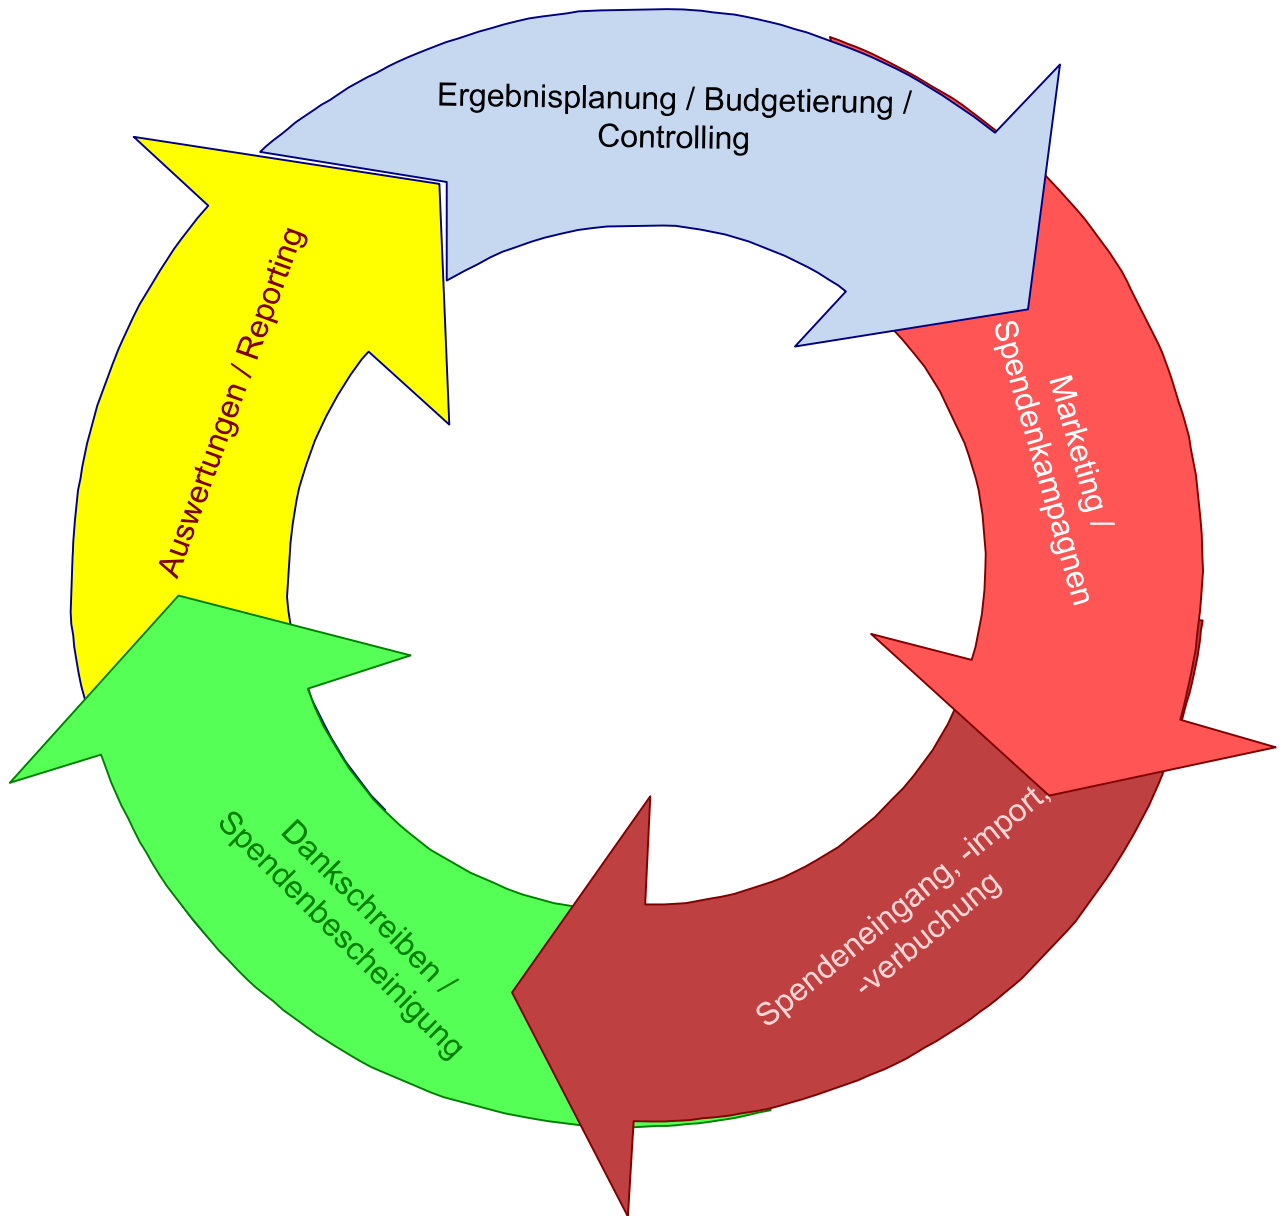 Ergebnisplanung / Budgetierung /
Controlling
Marketing /
Spendenkampagnen
Spendeneingang, -import,
-verbuchung
Dankschreiben /
Spendenbescheinigung
Auswertungen / Reporting